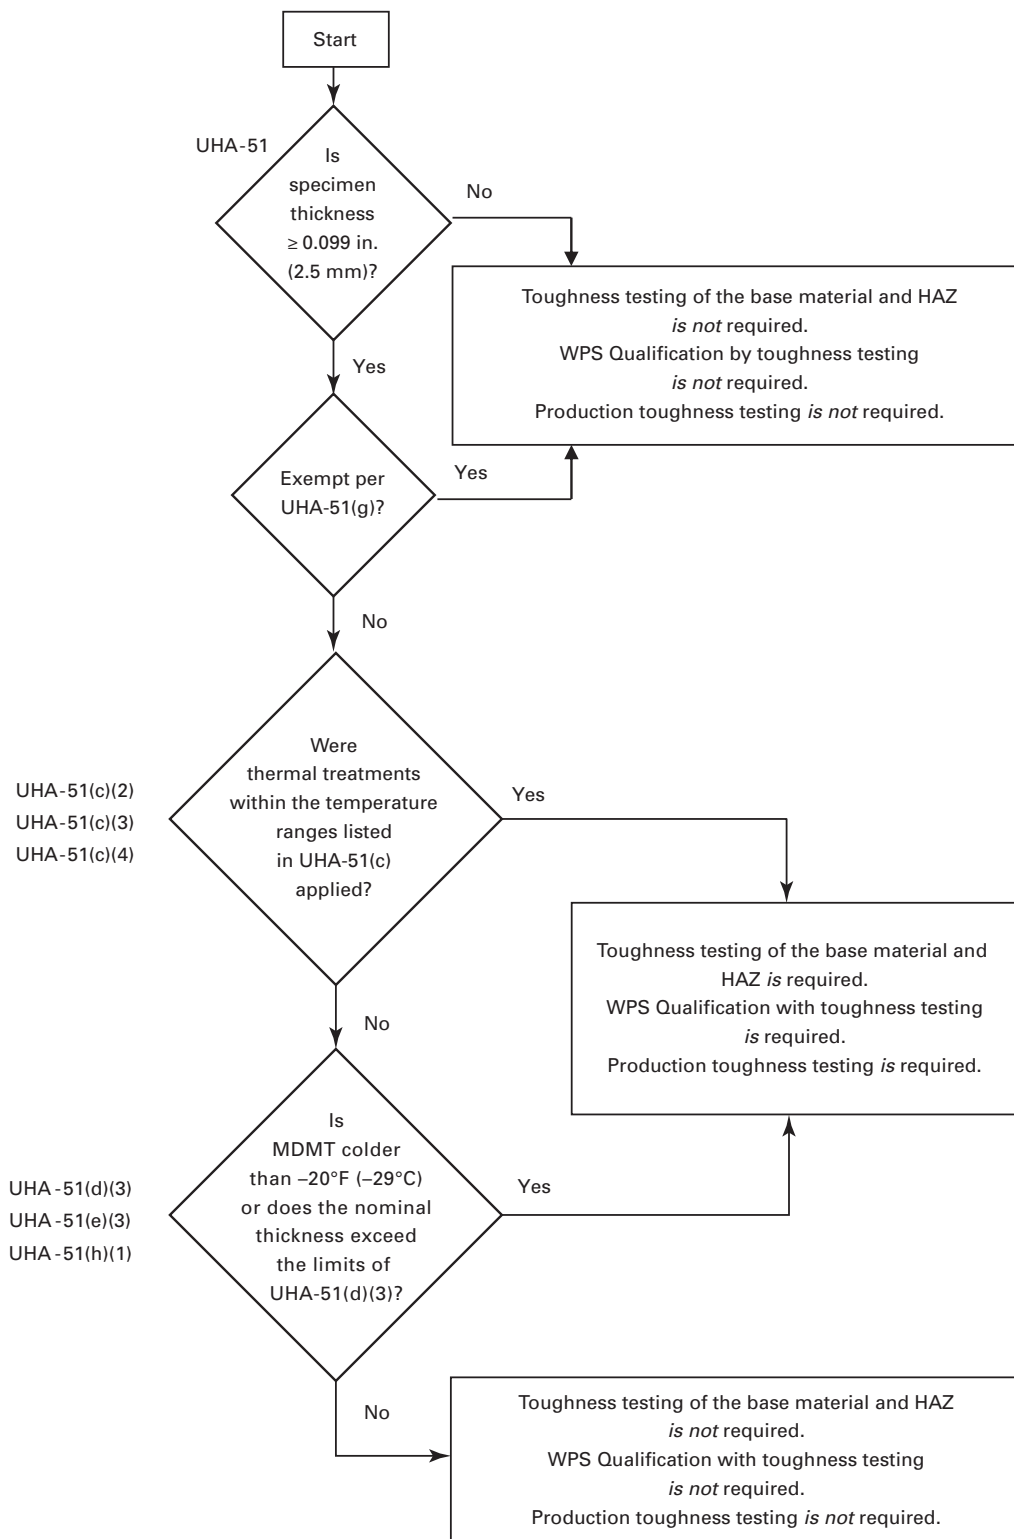 Start
UHA-51
Is
specimen
thickness
≥ 0.099 in.
(2.5 mm)?
No
Toughness testing of the base material and HAZ
is not required.
WPS Qualification by toughness testing
is not required.
Production toughness testing is not required.
Yes
Exempt per
UHA-51(g)?
Yes
No
Were
thermal treatments
within the temperature
ranges listed
in UHA-51(c)
applied?
UHA-51(c)(2)
UHA-51(c)(3)
UHA-51(c)(4)
Yes
Toughness testing of the base material and
HAZ is required.
WPS Qualification with toughness testing
is required.
Production toughness testing is required.
No
Is
MDMT colder
than –20°F (–29°C)
or does the nominal
thickness exceed
the limits of
UHA-51(d)(3)?
UHA-51(d)(3)
UHA-51(e)(3)
UHA-51(h)(1)
Yes
No
Toughness testing of the base material and HAZ
is not required.
WPS Qualification with toughness testing
is not required.
Production toughness testing is not required.